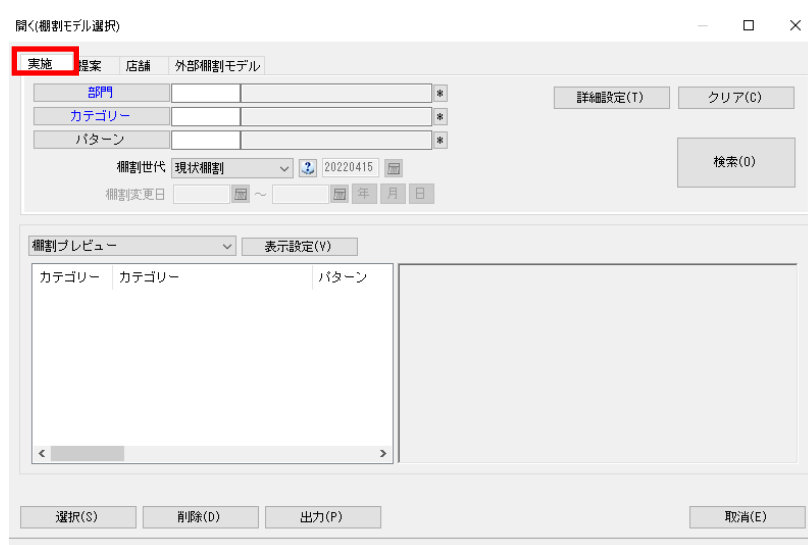 開く(棚割モデル選択)
実施 提案 店舗 外部棚割モデル
部門 * 詳細設定(T) クリア(C)
カテゴリー *
パターン * 検索(O)
棚割世代 現状棚割 20220415
棚割変更日 ~ 年 月 日
棚割プレビュー 表示設定(V)
カテゴリー カテゴリー パターン
選択(S) 削除(D) 出力(P) 取消(E)